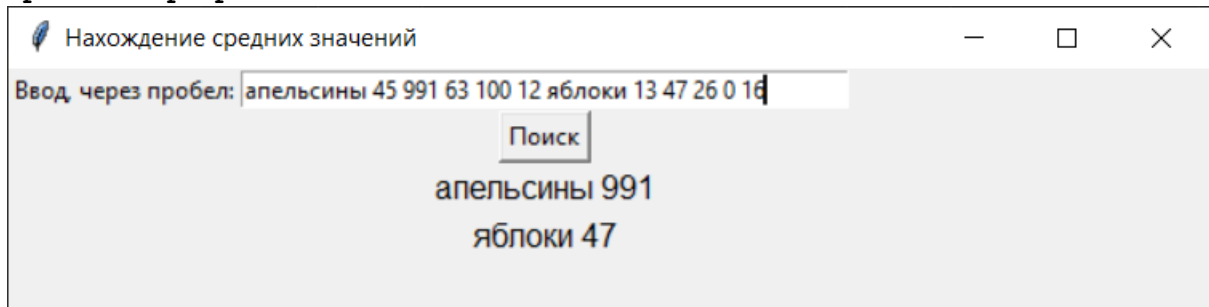 Нахождение средних значений
Ввод, через пробел: апельсины 45 991 63 100 12 яблоки 13 47 26 0 16
Поиск
апельсины 991
яблоки 47